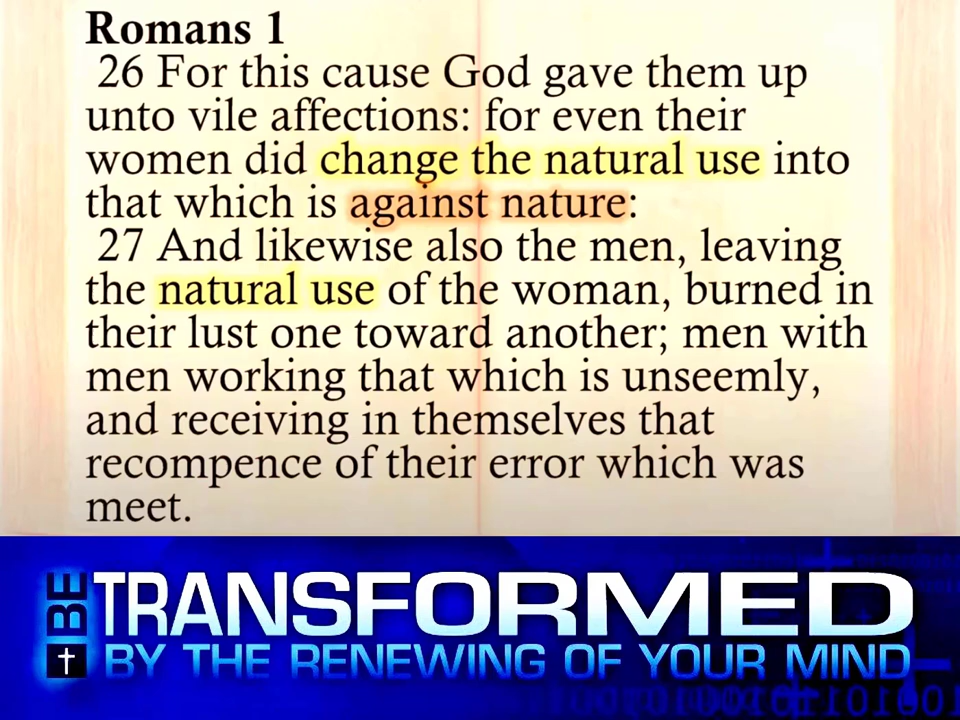 Romans 1
26 For this cause God gave them up
unto vile affections: for even their
women did change the natural use into
that which is against nature:
27 And likewise also the men, leaving
the natural use of the woman, burned in
their lust one toward another; men with
men working that which is unseemly,
and receiving in themselves that
recompence of their error which was
meet.
BE TRANSFORMED
BY THE RENEWING OF YOUR MIND